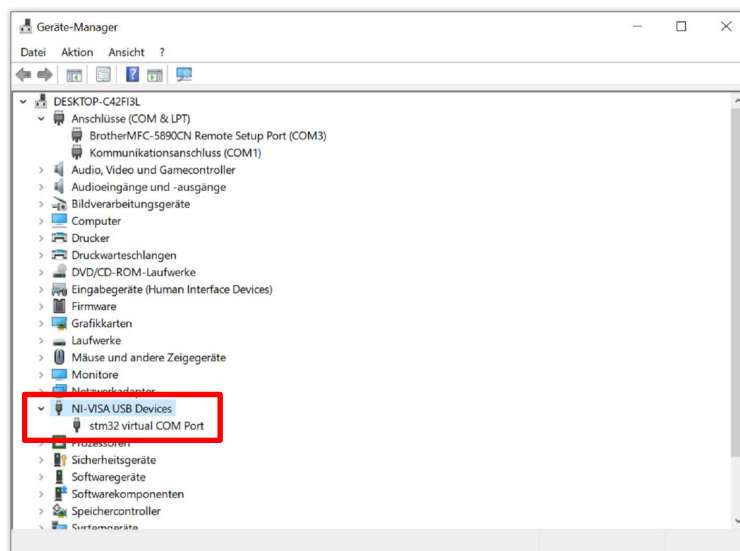 Geräte-Manager
Datei Aktion Ansicht ?
DESKTOP-C42FI3L
Anschlüsse (COM & LPT)
BrotherMFC-5890CN Remote Setup Port (COM3)
Kommunikationsanschluss (COM1)
Audio, Video und Gamecontroller
Audioeingänge und -ausgänge
Bildverarbeitungsgeräte
Computer
Drucker
Druckwarteschlangen
DVD/CD-ROM-Laufwerke
Eingabegeräte (Human Interface Devices)
Firmware
Grafikkarten
Laufwerke
Mäuse und andere Zeigegeräte
Monitore
Netzwerkadapter
NI-VISA USB Devices
stm32 virtual COM Port
Prozessoren
Sicherheitsgeräte
Softwaregeräte
Softwarekomponenten
Speichercontroller
Systemgeräte